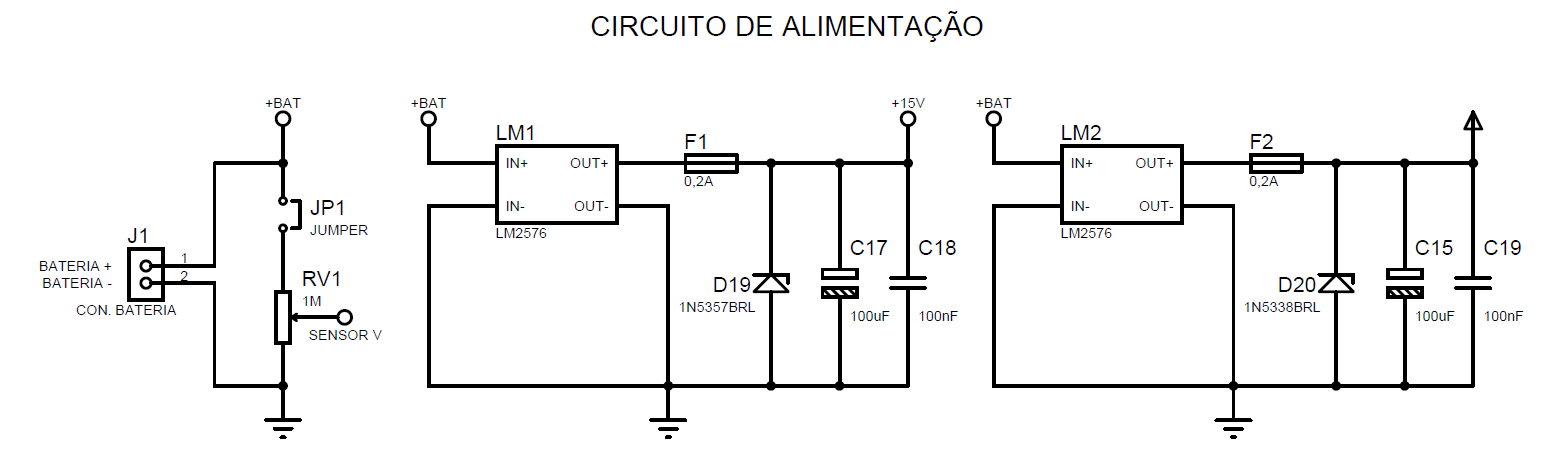 CIRCUITO DE ALIMENTAÇÃO
+BAT
JP1
JUMPER
J1
1
BATERIA +
2
BATERIA -
CON. BATERIA
RV1
1M
SENSOR V
+BAT
LM1
IN+
OUT+
IN-
OUT-
LM2576
F1
0,2A
+15V
D19
1N5357BRL
C17
100uF
C18
100nF
+BAT
LM2
IN+
OUT+
IN-
OUT-
LM2576
F2
0,2A
D20
1N5338BRL
C15
100uF
C19
100nF